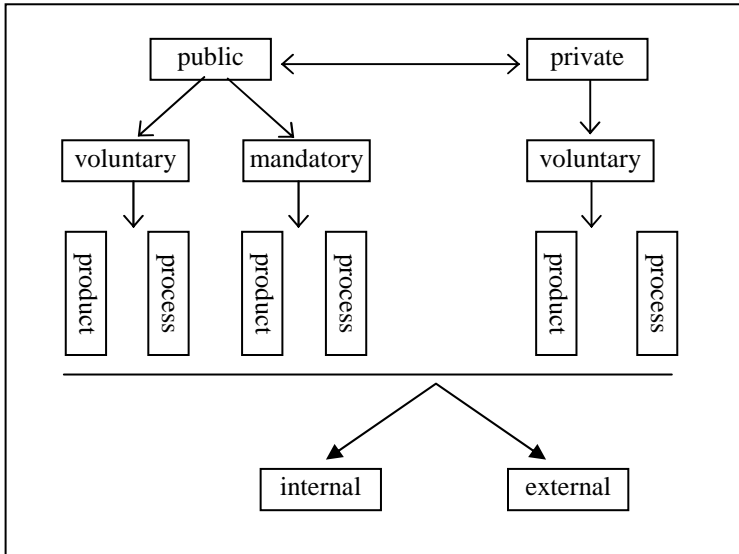 public
private
voluntary
mandatory
voluntary
product
process
product
process
product
process
internal
external